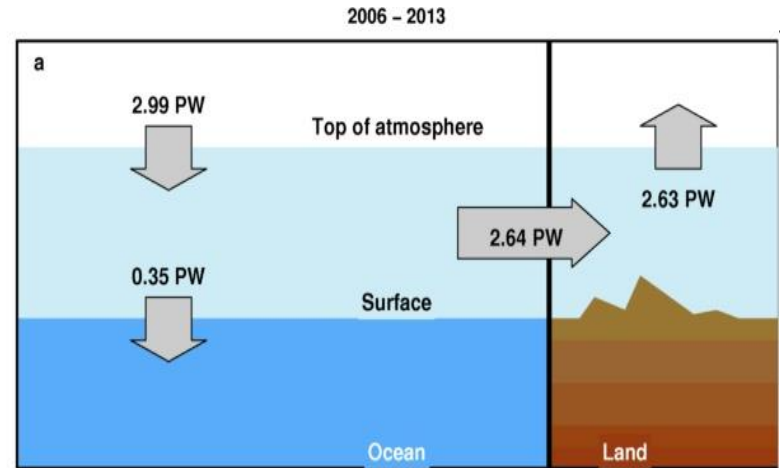 2006 – 2013
a
2.99 PW
Top of atmosphere
2.63 PW
2.64 PW
0.35 PW
Surface
Ocean
Land